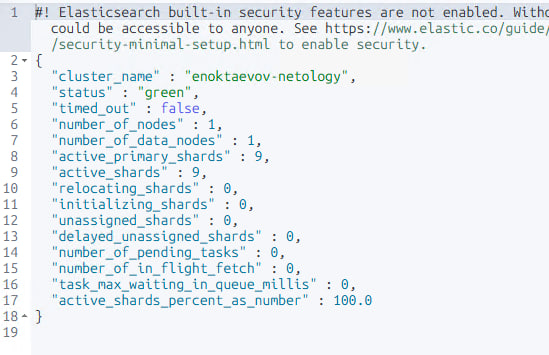 1 #! Elasticsearch built-in security features are not enabled.
could be accessible to anyone. See https://www.elastic.co/guide/
/security-minimal-setup.html to enable security.
2 {
3 "cluster_name" : "enoktaevov-netology",
4 "status" : "green",
5 "timed_out" : false,
6 "number_of_nodes" : 1,
7 "number_of_data_nodes" : 1,
8 "active_primary_shards" : 9,
9 "active_shards" : 9,
10 "relocating_shards" : 0,
11 "initializing_shards" : 0,
12 "unassigned_shards" : 0,
13 "delayed_unassigned_shards" : 0,
14 "number_of_pending_tasks" : 0,
15 "number_of_in_flight_fetch" : 0,
16 "task_max_waiting_in_queue_millis" : 0,
17 "active_shards_percent_as_number" : 100.0
18 }
19